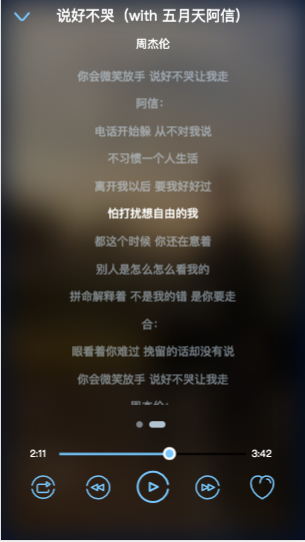 说好不哭（with 五月天阿信）
周杰伦
你会微笑放手 说好不哭让我走
阿信：
电话开始躲 从不对我说
不习惯一个人生活
离开我以后 要我好好过
怕打扰想自由的我
都这个时候 你还在意着
别人是怎么怎么看我的
拼命解释着 不是我的错 是你要走
合：
眼看着你难过 挽留的话却没有说
你会微笑放手 说好不哭让我走
周杰伦：
2:11
3:42